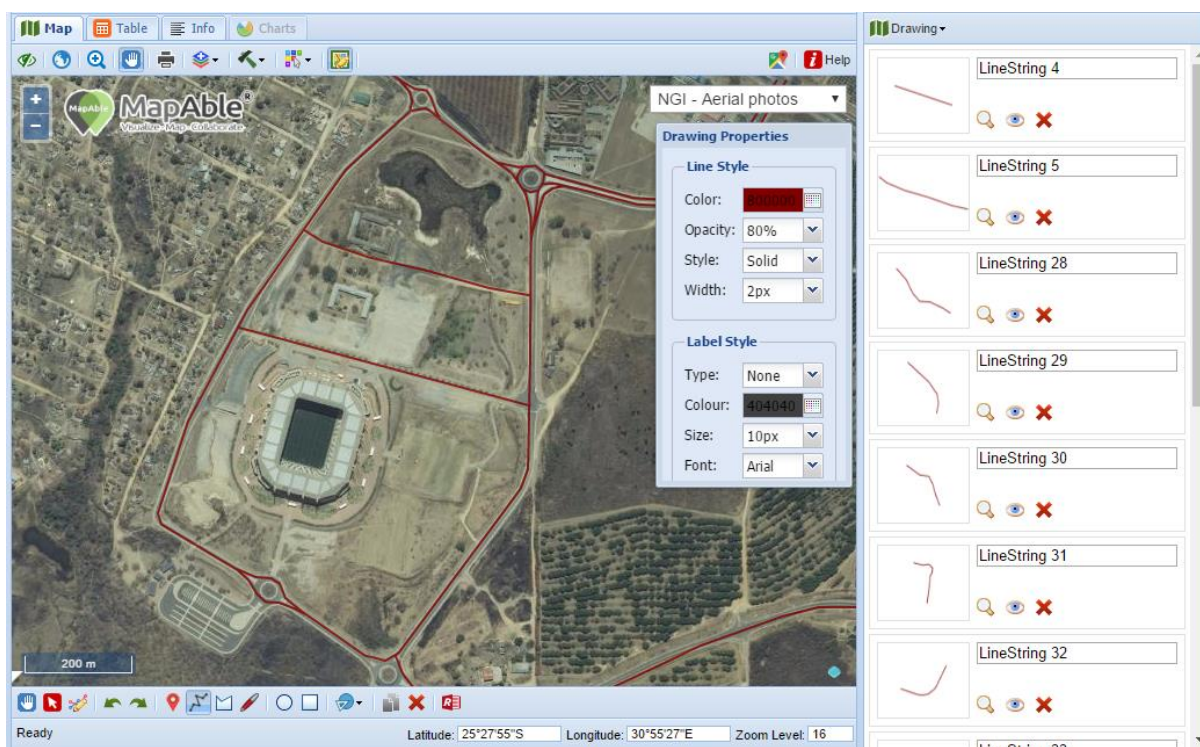 Map
Table
Info
Charts
Drawing
Help
MapAble
MapAble®
Visualize · Map · Collaborate
NGI - Aerial photos
Drawing Properties
Line Style
Color: 800000
Opacity: 80%
Style: Solid
Width: 2px
Label Style
Type: None
Colour: 404040
Size: 10px
Font: Arial
200 m
Ready
Latitude: 25°27'55"S
Longitude: 30°55'27"E
Zoom Level: 16
LineString 4
LineString 5
LineString 28
LineString 29
LineString 30
LineString 31
LineString 32